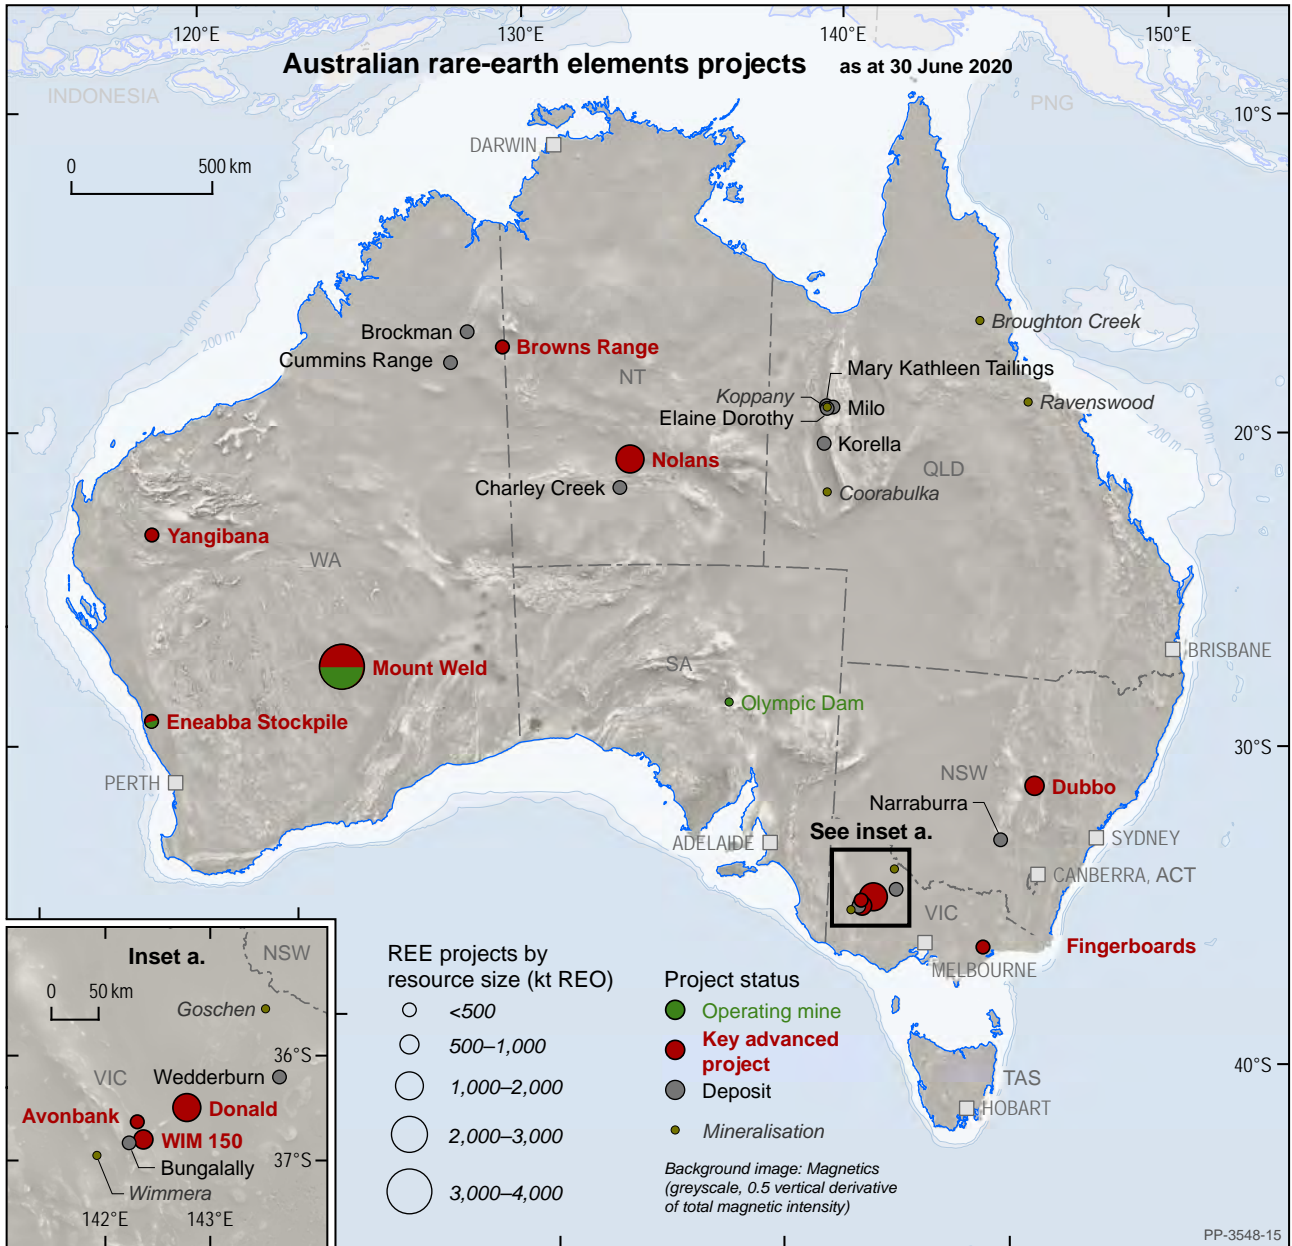 120°E
130°E
140°E
150°E
Australian rare-earth elements projects as at 30 June 2020
INDONESIA
PNG
10°S
DARWIN
0 500 km
1000 m
200 m
Broughton Creek
Brockman
Browns Range
Cummins Range
Mary Kathleen Tailings
NT
Koppany
Ravenswood
Milo
Elaine Dorothy
200 m
1000 m
20°S
Korella
Nolans
QLD
Charley Creek
Coorabulka
Yangibana
WA
BRISBANE
SA
Mount Weld
Olympic Dam
Eneabba Stockpile
30°S
NSW
PERTH
Dubbo
Narraburra
See inset a.
SYDNEY
ADELAIDE
CANBERRA, ACT
VIC
Fingerboards
MELBOURNE
40°S
TAS
HOBART
Inset a.
NSW
0 50 km
Goschen
36°S
VIC
Wedderburn
Avonbank
Donald
WIM 150
37°S
Bungalally
Wimmera
142°E
143°E
REE projects by
resource size (kt REO)
<500
500–1,000
1,000–2,000
2,000–3,000
3,000–4,000
Project status
Operating mine
Key advanced
project
Deposit
Mineralisation
Background image: Magnetics
(greyscale, 0.5 vertical derivative
of total magnetic intensity)
PP-3548-15